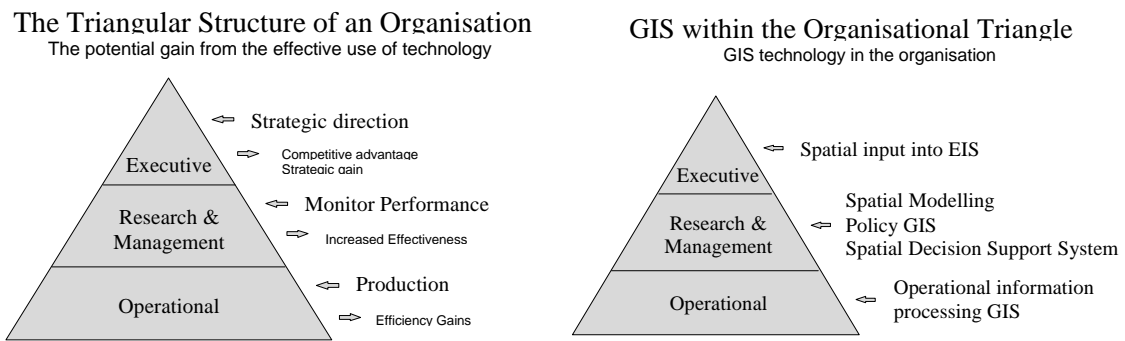 The Triangular Structure of an Organisation
The potential gain from the effective use of technology
Strategic direction
Competitive advantage
Strategic gain
Executive
Monitor Performance
Research &
Management
Increased Effectiveness
Production
Operational
Efficiency Gains
GIS within the Organisational Triangle
GIS technology in the organisation
Spatial input into EIS
Executive
Spatial Modelling
Research &
Policy GIS
Management
Spatial Decision Support System
Operational information
Operational
processing GIS